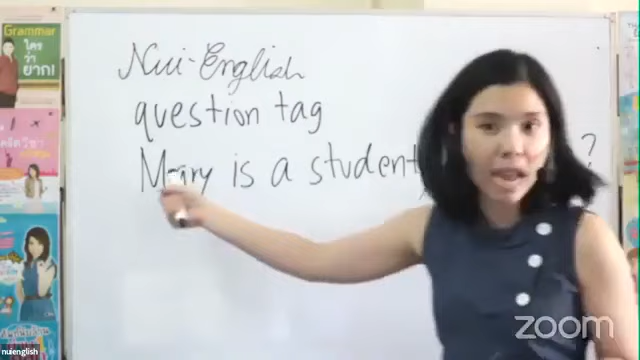 Grammar
ใคร
ว่า
ยาก!
Nui-English
question tag
Mary is a student,
?
zoom
nuienglish